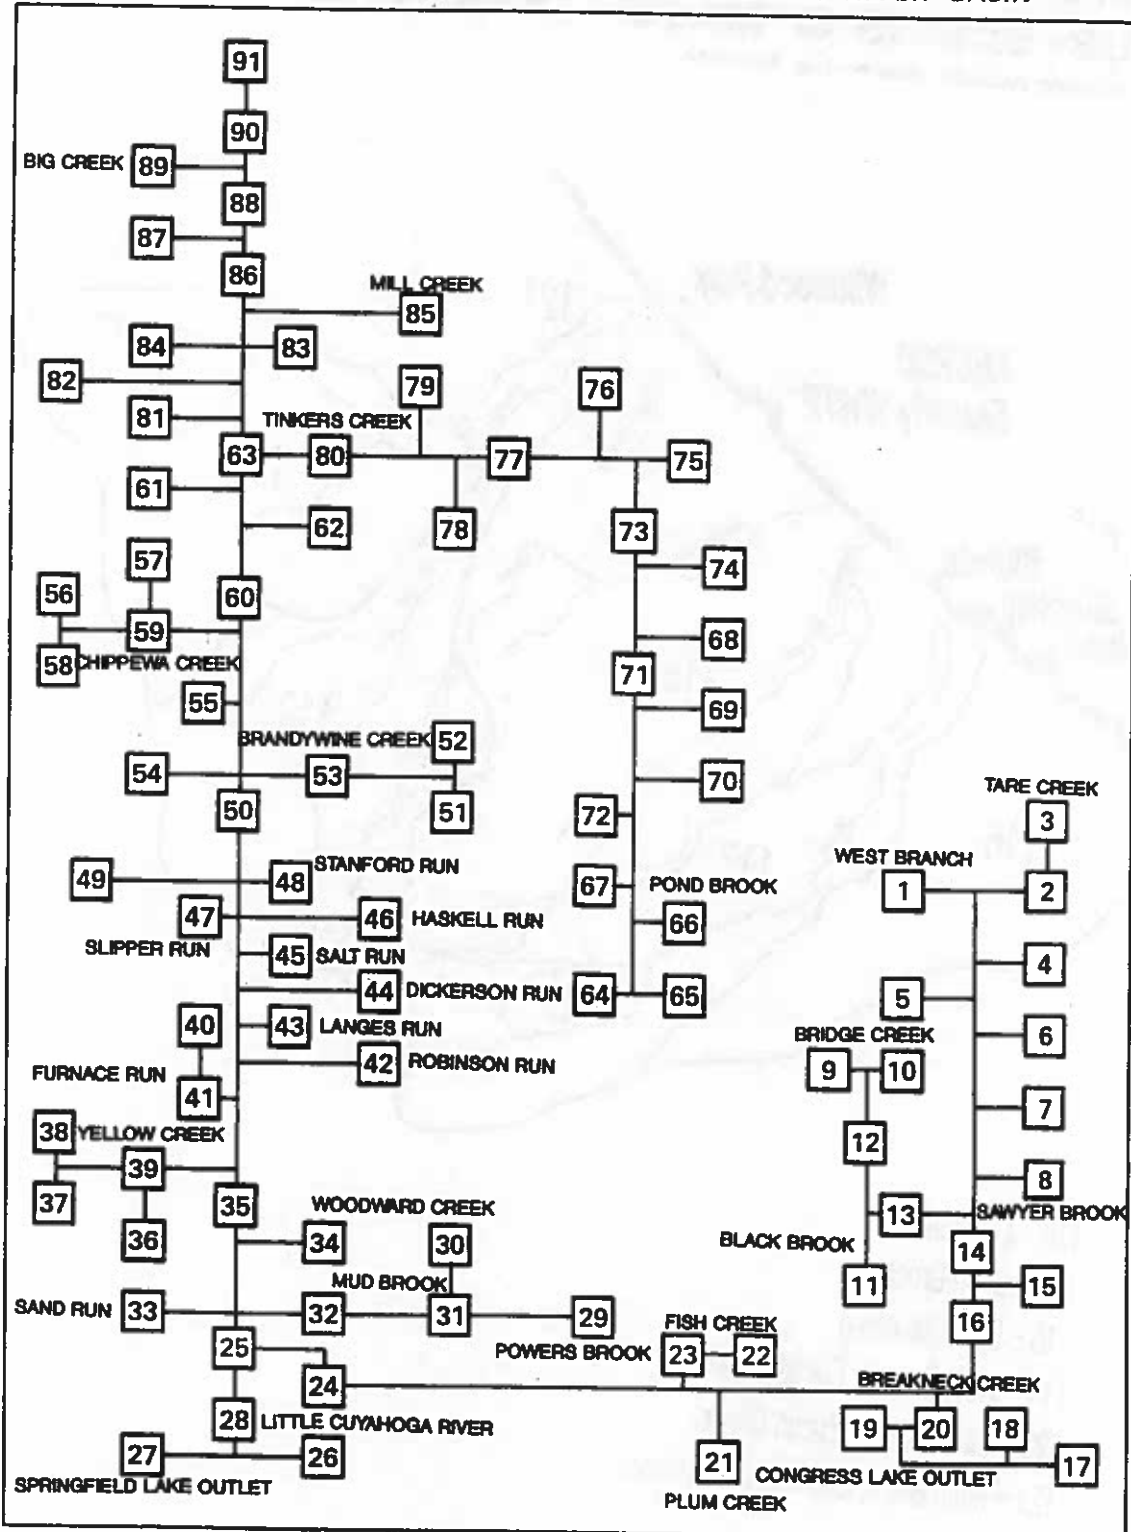 91
90
BIG CREEK 89
88
87
86
MILL CREEK
85
84 83
82
79
76
81
TINKERS CREEK
63 80 77 75
61
62 78 73
57
74
56
60
59 68
58 CHIPPEWA CREEK
71
55 69
BRANDYWINE CREEK 52
54 53 70
50 51
72
TARE CREEK
3
STANFORD RUN
49 48
WEST BRANCH
1 2
67 POND BROOK
47 46 HASKELL RUN
66
SLIPPER RUN
45 SALT RUN
4
44 DICKERSON RUN 64 65
5
40 43 LANGES RUN
BRIDGE CREEK 6
FURNACE RUN
42 ROBINSON RUN
9 10
41
7
38 YELLOW CREEK
12
39
37 35
8
WOODWARD CREEK
13 SAWYER BROOK
36 34 30
BLACK BROOK
14
MUD BROOK
11 15
SAND RUN 33 32 31 29
16
FISH CREEK
25 POWERS BROOK 23 22
24
BREAKNECK CREEK
28 LITTLE CUYAHOGA RIVER
19 20 18
27 26
21 17
SPRINGFIELD LAKE OUTLET
CONGRESS LAKE OUTLET
PLUM CREEK